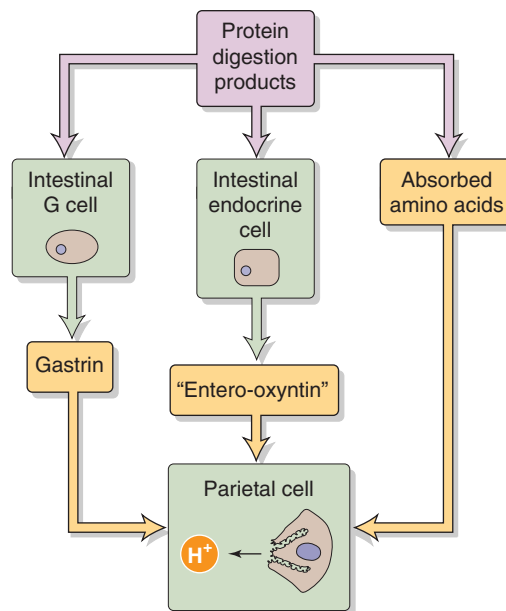 Protein
digestion
products
Intestinal
G cell
Intestinal
endocrine
cell
Absorbed
amino acids
Gastrin
“Entero-oxyntin”
Parietal cell
H+